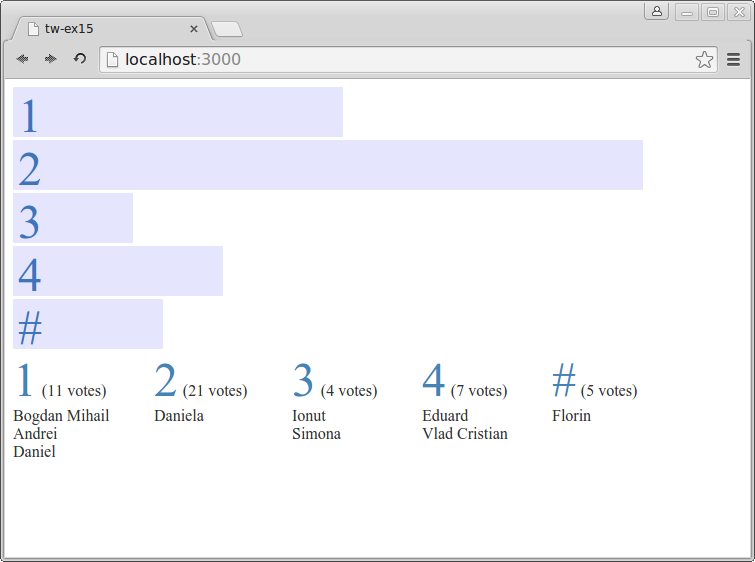 tw-ex15
localhost:3000
1
2
3
4
#
1 (11 votes) 2 (21 votes) 3 (4 votes) 4 (7 votes) # (5 votes)
Bogdan Mihail Daniela Ionut Eduard Florin
Andrei Simona Vlad Cristian
Daniel